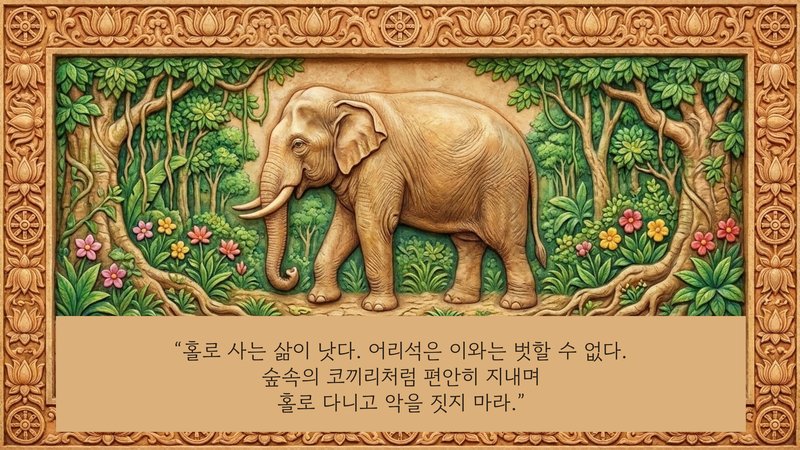 “홀로 사는 삶이 낫다. 어리석은 이와는 벗할 수 없다.
숲속의 코끼리처럼 편안히 지내며
홀로 다니고 악을 짓지 마라.”